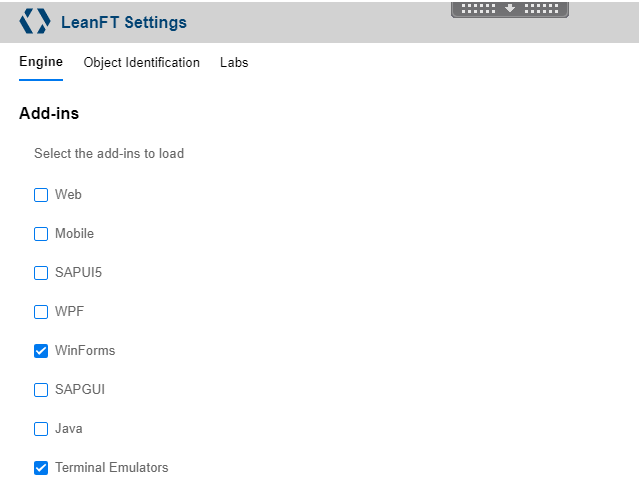 LeanFT Settings
Engine Object Identification Labs
Add-ins
Select the add-ins to load
Web
Mobile
SAPUI5
WPF
WinForms
SAPGUI
Java
Terminal Emulators